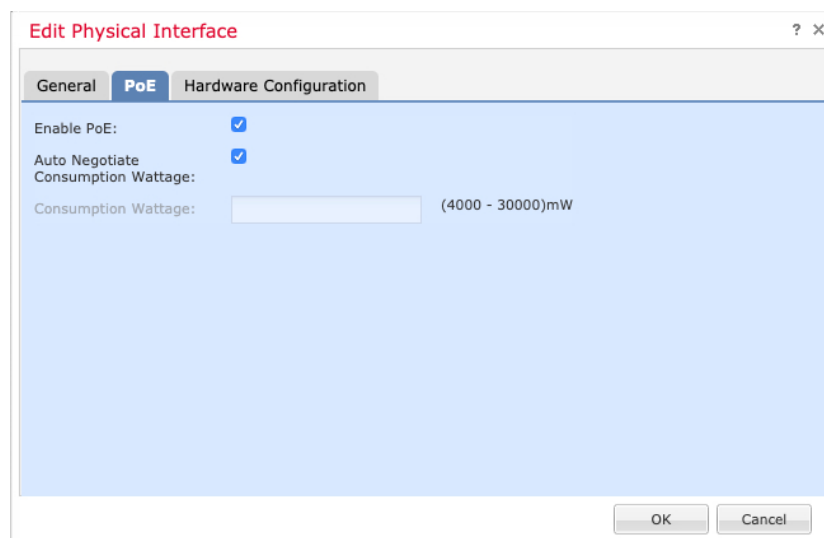 Edit Physical Interface
? ×
General PoE Hardware Configuration
Enable PoE:
Auto Negotiate
Consumption Wattage:
Consumption Wattage: (4000 - 30000)mW
OK Cancel